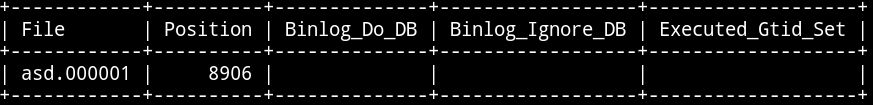 +------------+----------+--------------+------------------+-------------------+
| File       | Position | Binlog_Do_DB | Binlog_Ignore_DB | Executed_Gtid_Set |
+------------+----------+--------------+------------------+-------------------+
| asd.000001 |     8906 |              |                  |                   |
+------------+----------+--------------+------------------+-------------------+